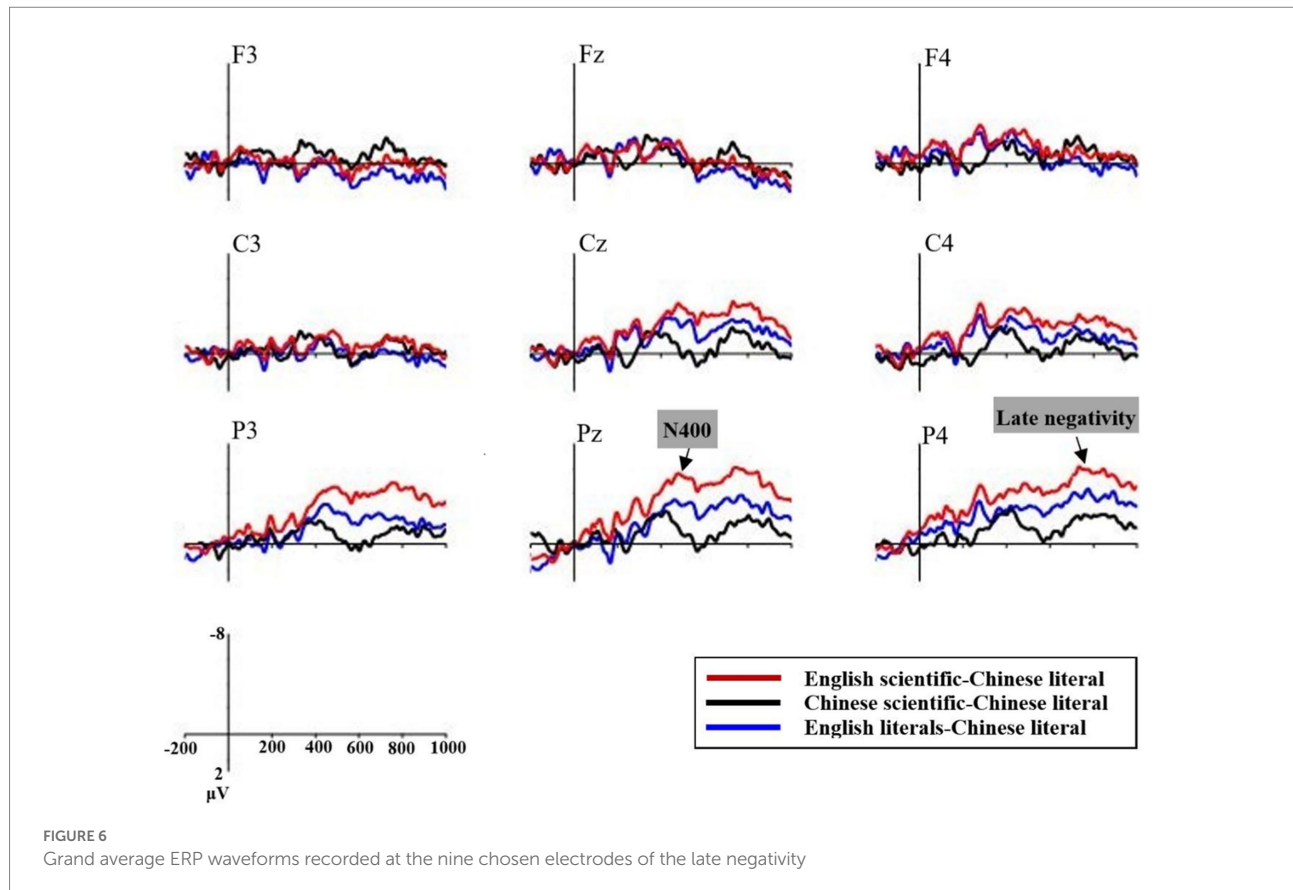 F3
Fz
F4
C3
Cz
C4
P3
Pz
N400
P4
Late negativity
-8
-200
200
400
600
800
1000
2
μV
English scientific-Chinese literal
Chinese scientific-Chinese literal
English literals-Chinese literal
FIGURE 6
Grand average ERP waveforms recorded at the nine chosen electrodes of the late negativity